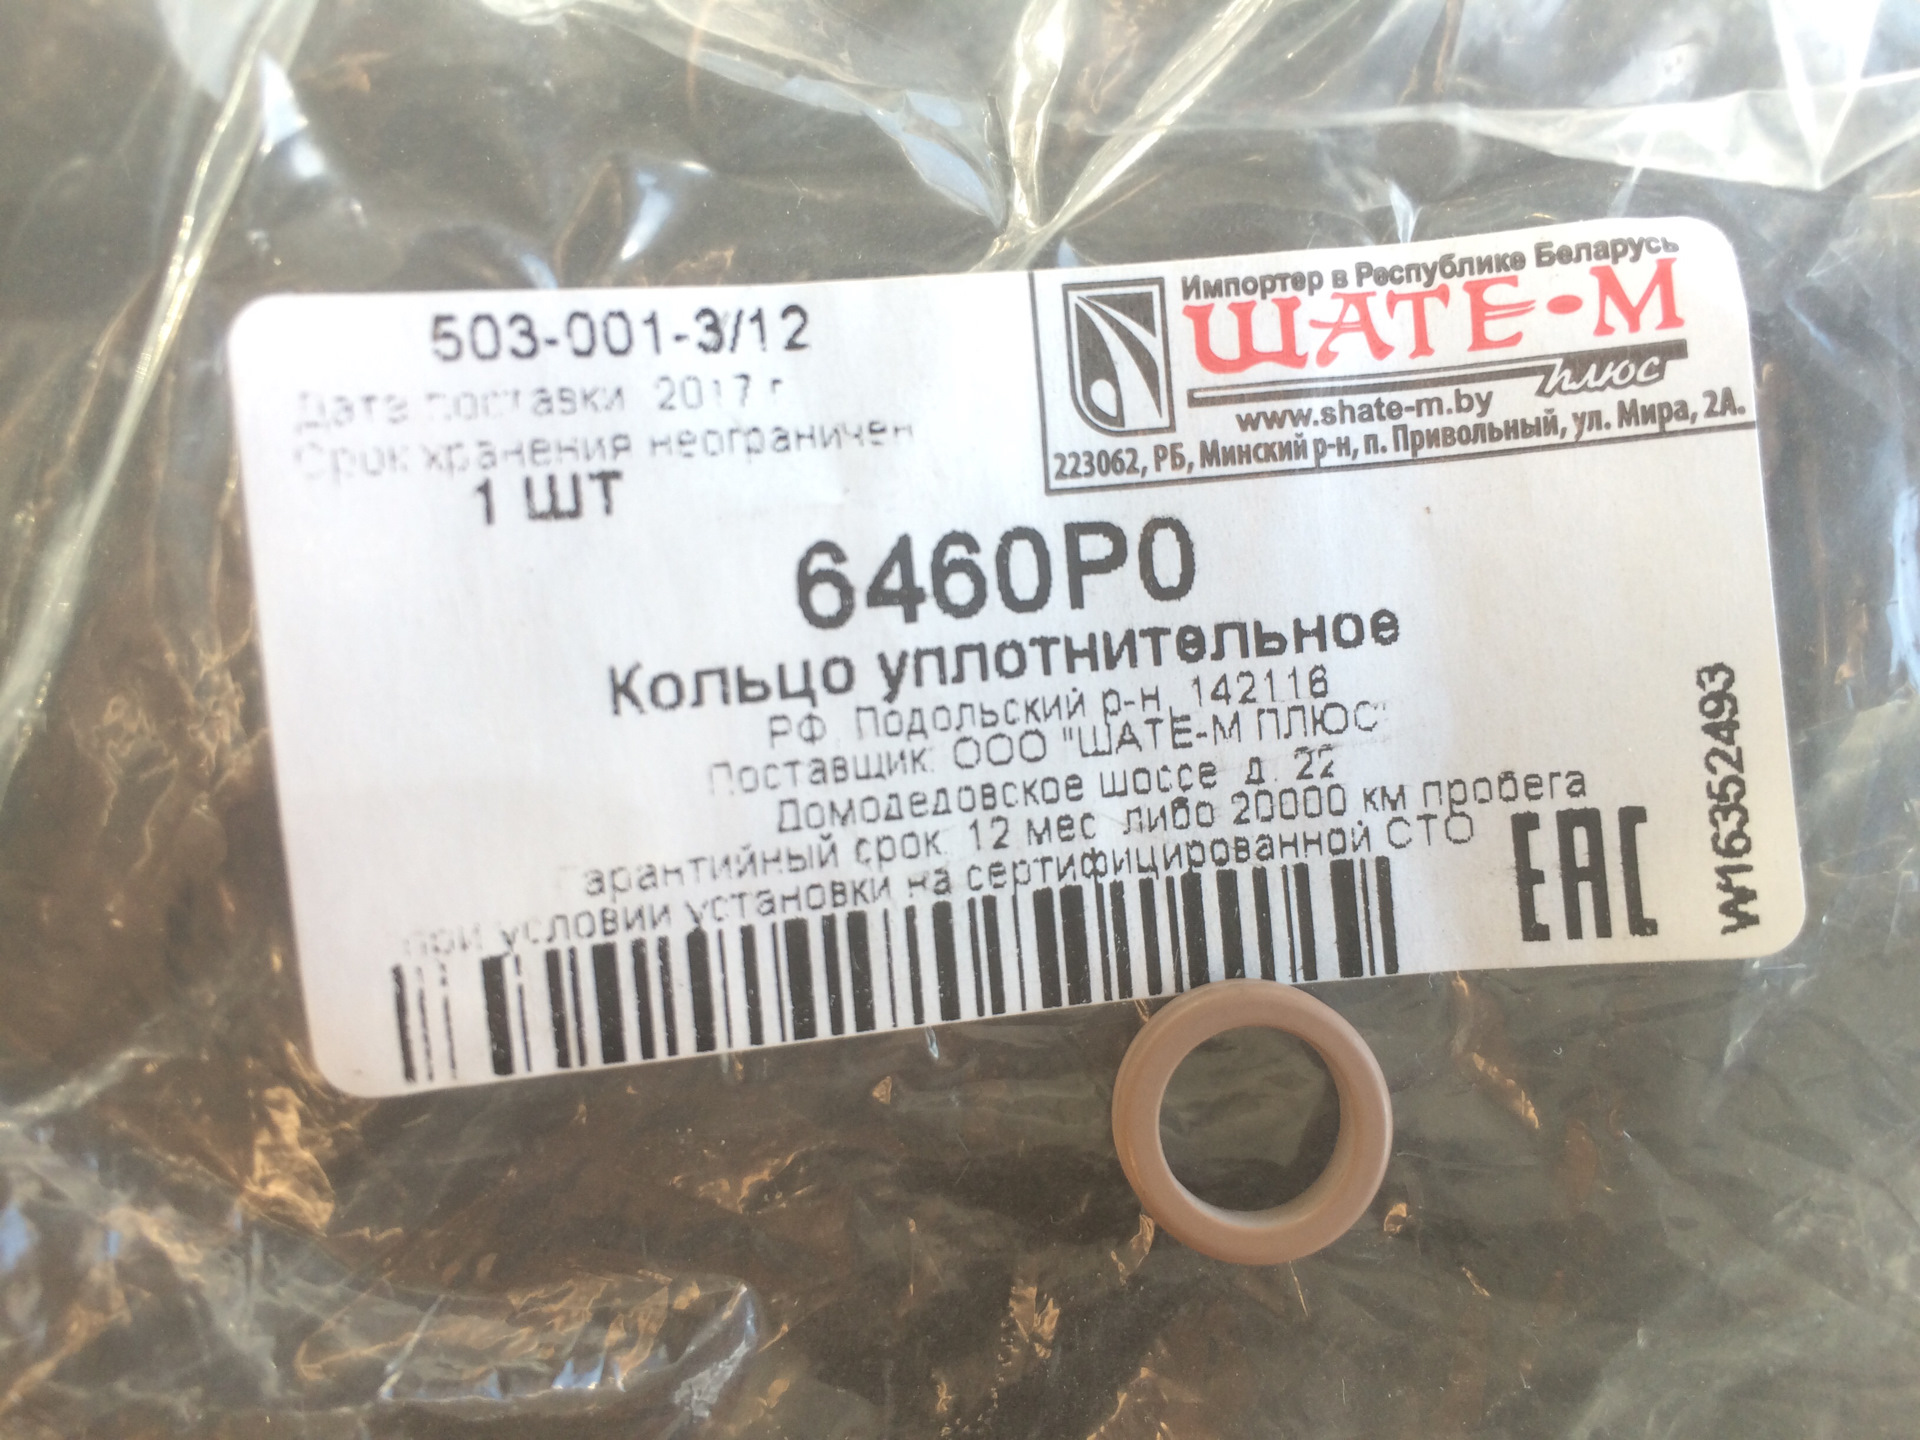 503-001-3/12
Дата поставки 2017 г
Срок хранения неограничен
1 ШТ
Импортер в Республике Беларусь
ШАТЕ-М
плюс
www.shate-m.by
223062, РБ, Минский р-н, п. Привольный, ул. Мира, 2А.
6460P0
Кольцо уплотнительное
РФ, Подольский р-н, 142116
Поставщик: ООО "ШАТЕ-М ПЛЮС"
Домодедовское шоссе д. 22
Гарантийный срок: 12 мес. либо 20000 км пробега
при условии установки на сертифицированной СТО
EAC
W16352493